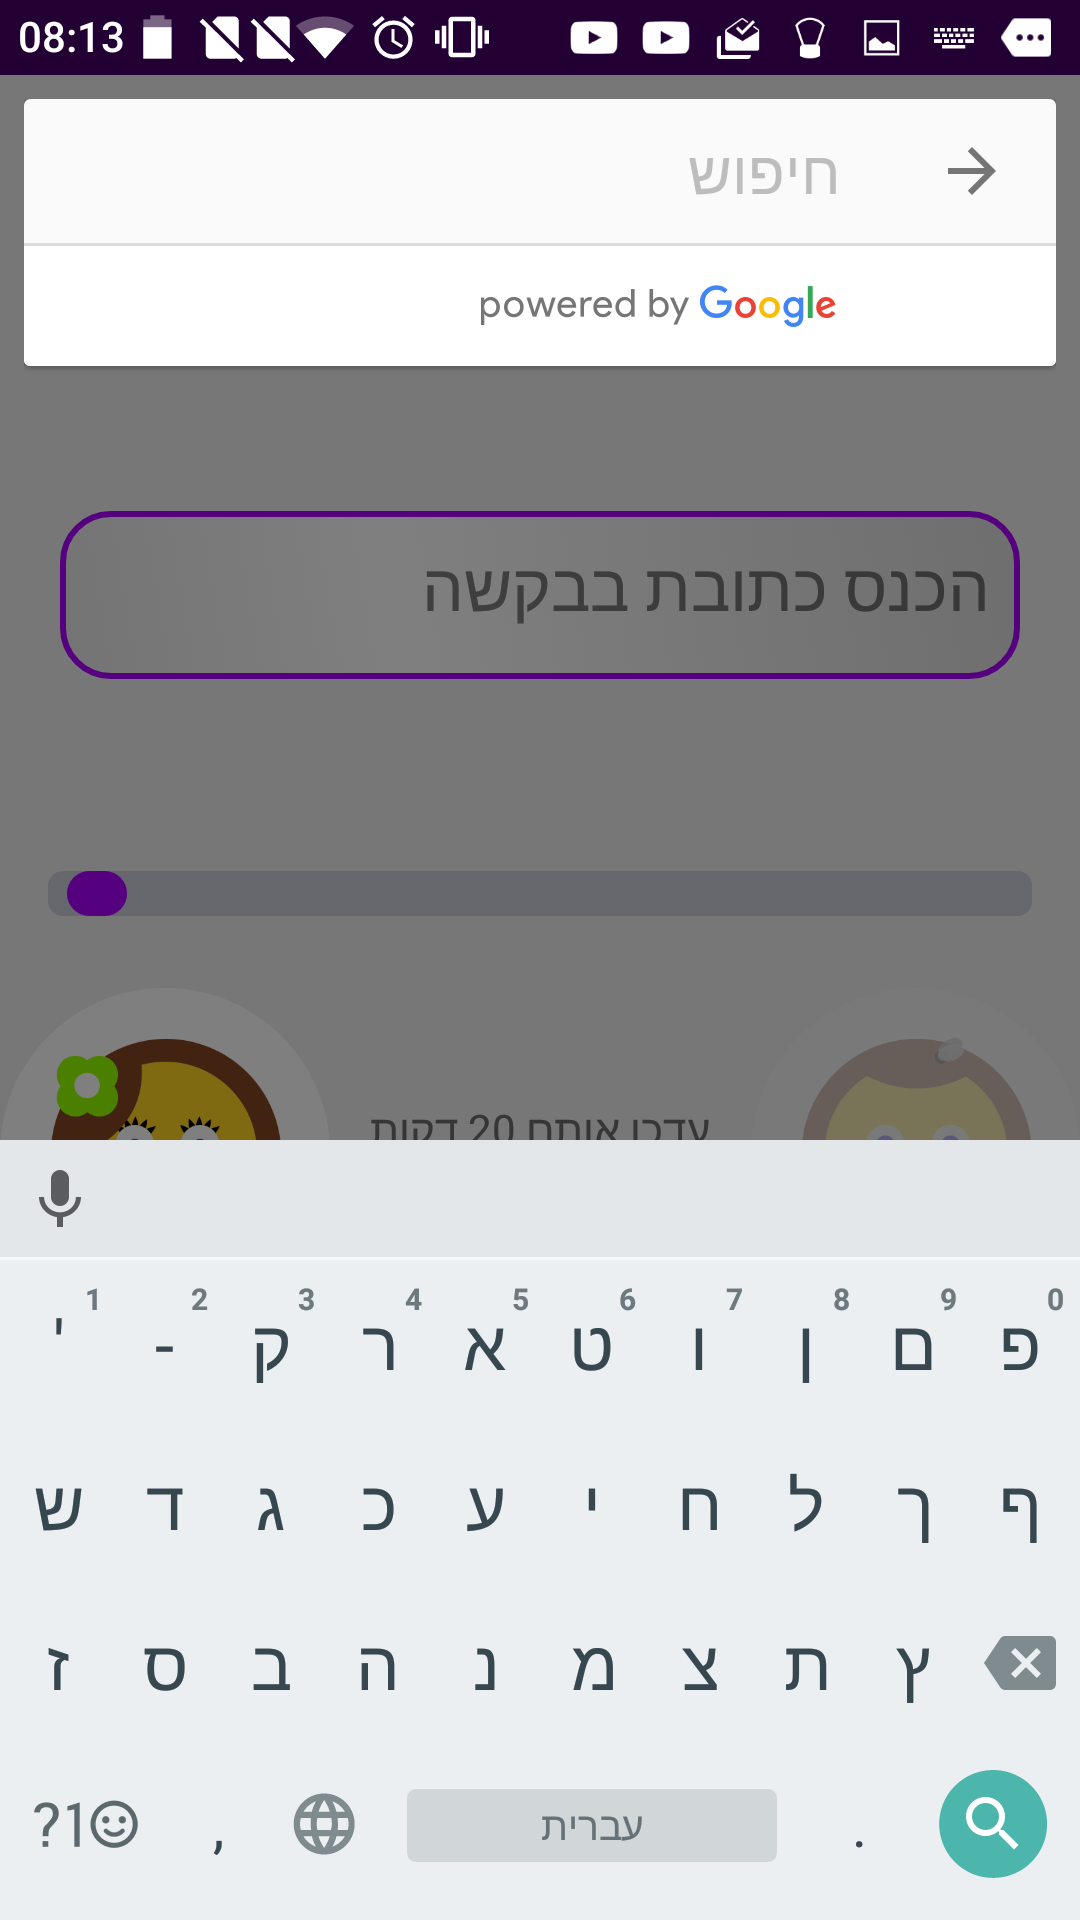 08:13
חיפוש
powered by Google
הכנס כתובת בבקשה
עדכן אותם 20 דקות
1 2 3 4 5 6 7 8 9 0
' - ק ר א ט ו ן ם פ
ש ד ג כ ע י ח ל ך ף
ז ס ב ה נ מ צ ת ץ
?1 , עברית .